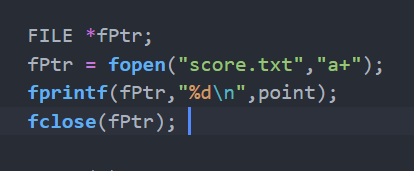 FILE *fPtr;
fPtr = fopen("score.txt","a+");
fprintf(fPtr,"%d\n",point);
fclose(fPtr);